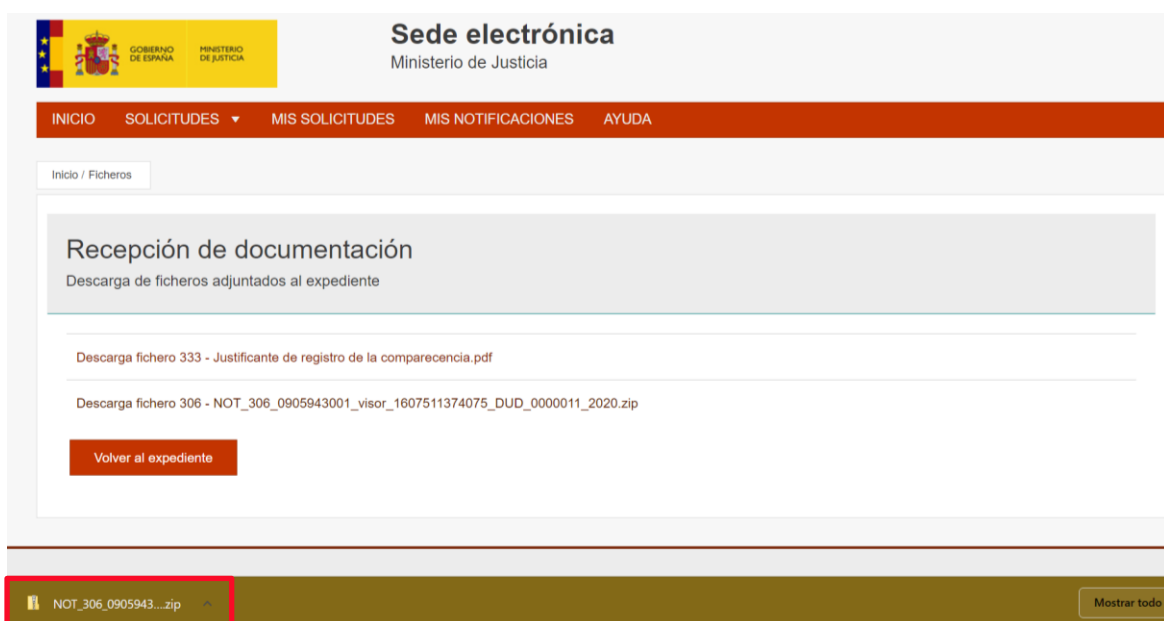 GOBIERNO
DE ESPAÑA
MINISTERIO
DE JUSTICIA
Sede electrónica
Ministerio de Justicia
INICIO SOLICITUDES ▼ MIS SOLICITUDES MIS NOTIFICACIONES AYUDA
Inicio / Ficheros
Recepción de documentación
Descarga de ficheros adjuntados al expediente
Descarga fichero 333 - Justificante de registro de la comparecencia.pdf
Descarga fichero 306 - NOT_306_0905943001_visor_1607511374075_DUD_0000011_2020.zip
Volver al expediente
NOT_306_0905943....zip
Mostrar todo